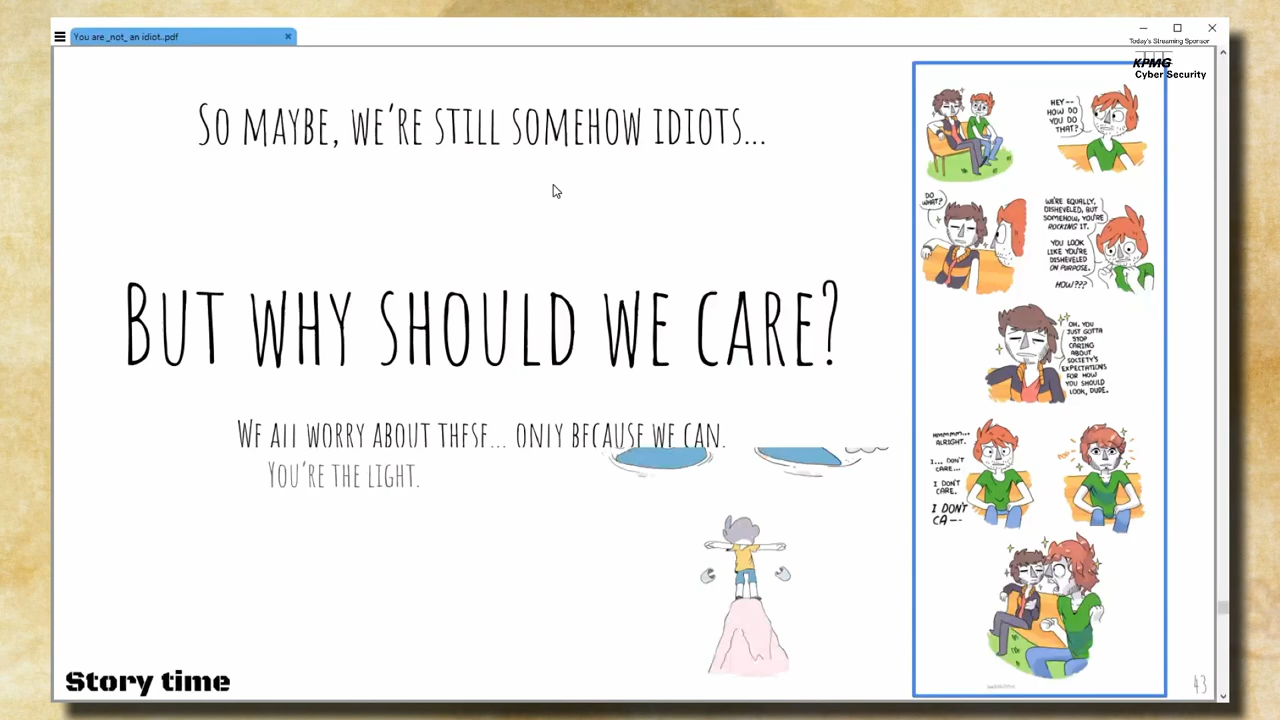 You are _not_ an idiot..pdf
Today's Streaming Sponsor
KPMG
Cyber Security
So maybe, we're still somehow idiots...
But why should we care?
We all worry about these... only because we can.
You're the light.
HEY--
HOW DO
YOU DO
THAT?
DO
WHAT?
WE'RE EQUALLY,
DISHEVELED, BUT
SOMEHOW, YOU'RE
ROCKING IT.
YOU LOOK
LIKE YOU'RE
DISHEVELED
ON PURPOSE.
HOW???
OH. YOU
JUST GOTTA
STOP
CARING
ABOUT
SOCIETY'S
EXPECTATIONS
FOR HOW
YOU SHOULD
LOOK, DUDE.
HMMMM...
ALRIGHT.
I... DON'T
CARE...
I DON'T
CARE.
I DON'T
CA--
Story time
43